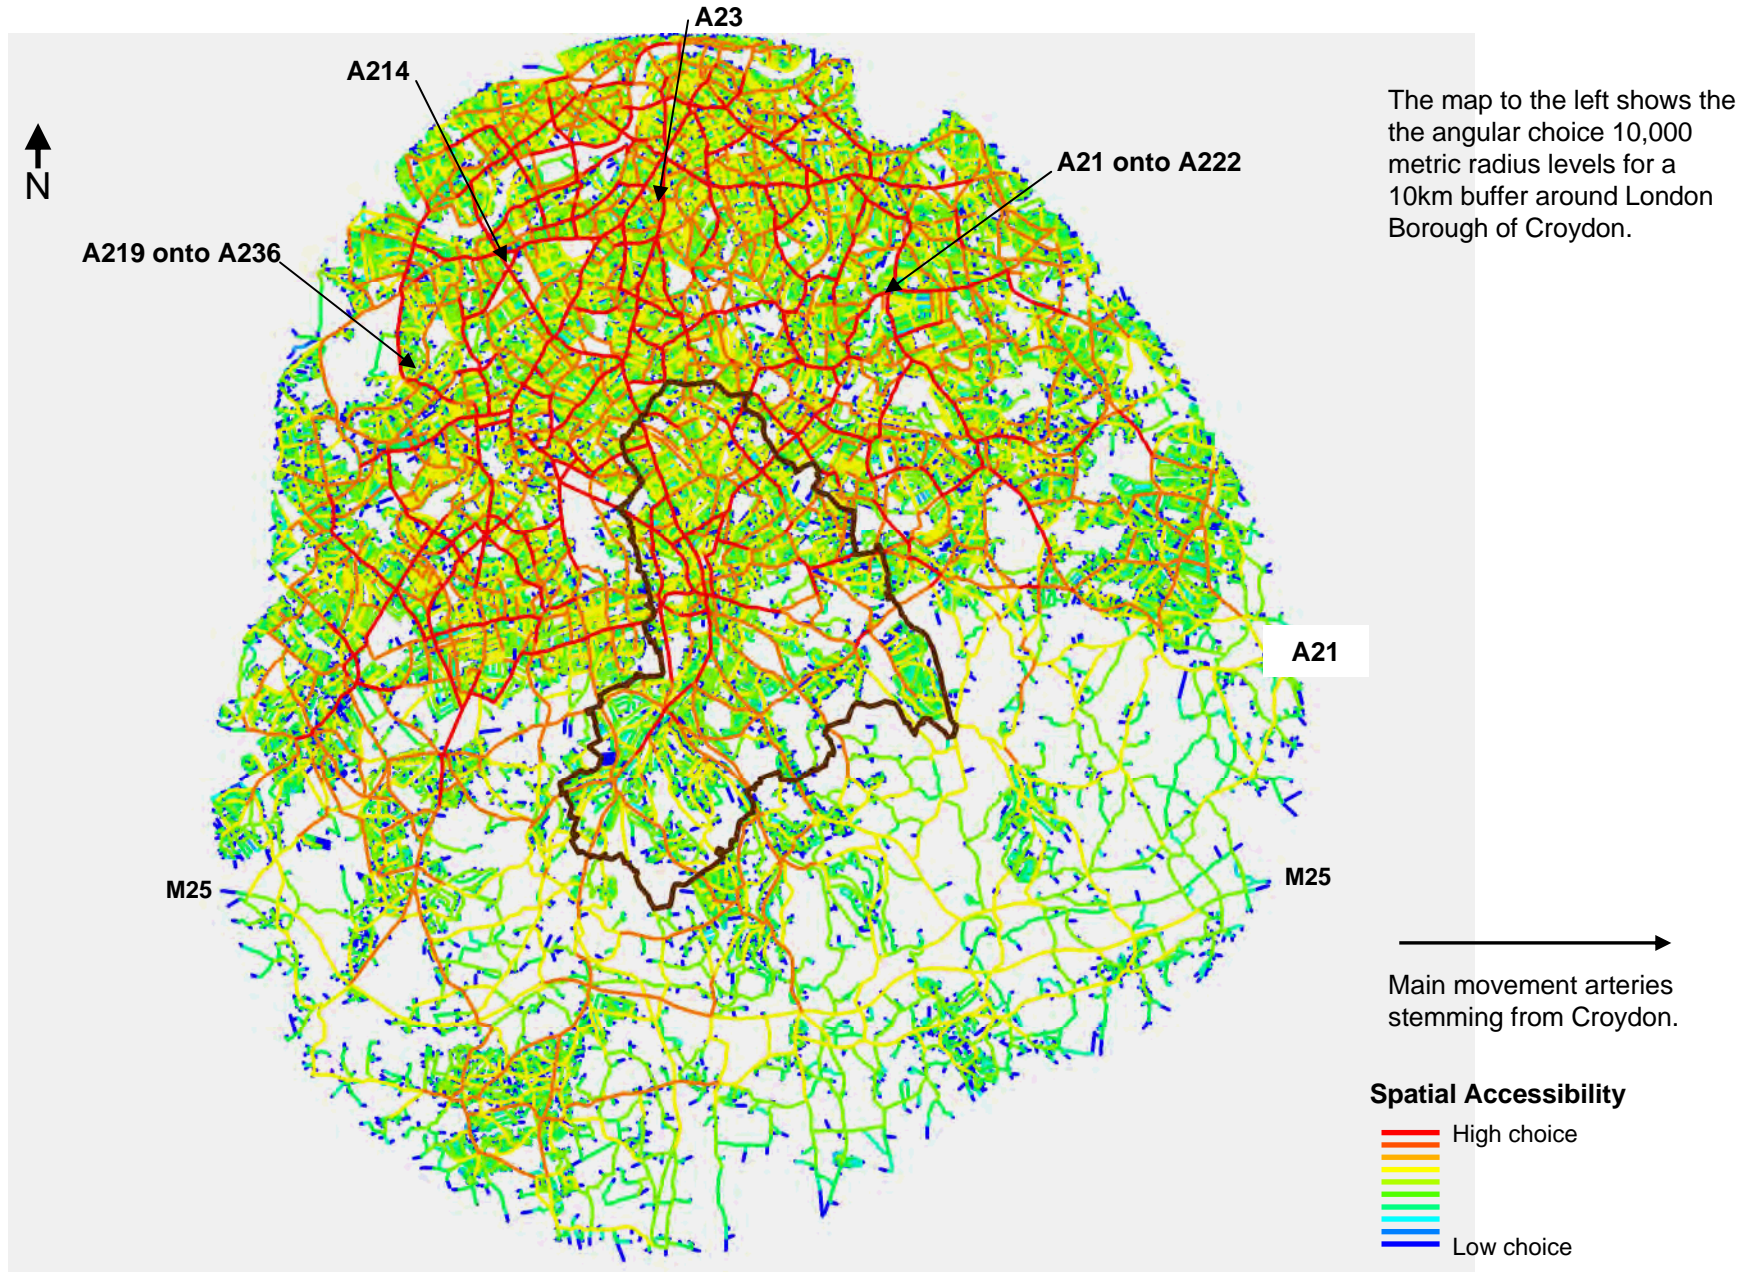 A23
A214
The map to the left shows the
the angular choice 10,000
metric radius levels for a
10km buffer around London
Borough of Croydon.
N
A21 onto A222
A219 onto A236
A21
M25
M25
Main movement arteries
stemming from Croydon.
Spatial Accessibility
High choice
Low choice